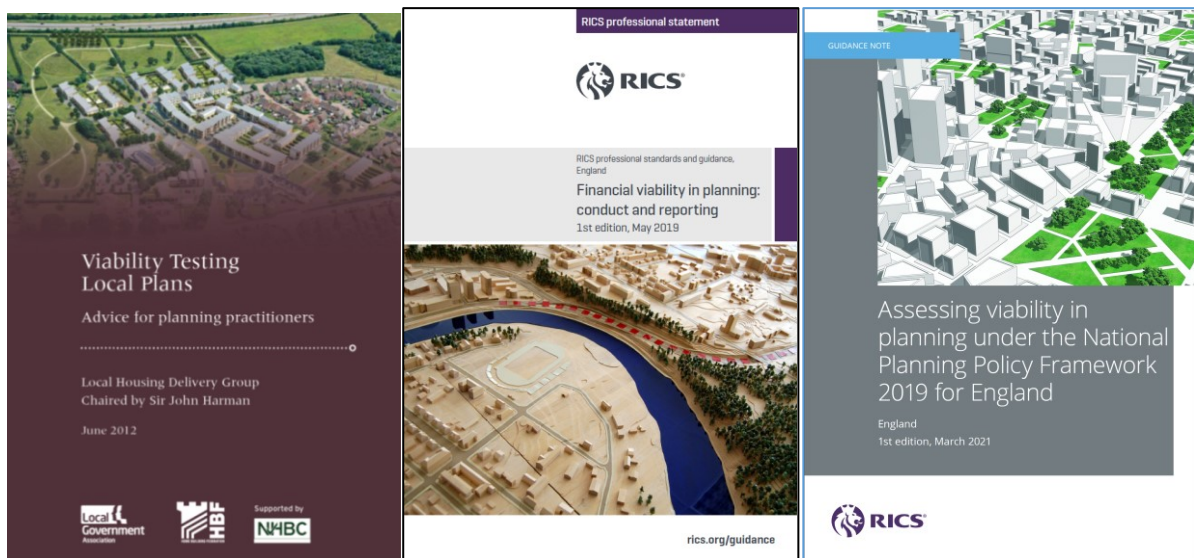 Viability Testing
Local Plans
Advice for planning practitioners
Local Housing Delivery Group
Chaired by Sir John Harman
June 2012
Local
Government
Association
HBF
Supported by
NHBC
RICS professional statement
RICS
RICS professional standards and guidance,
England
Financial viability in planning:
conduct and reporting
1st edition, May 2019
rics.org/guidance
GUIDANCE NOTE
Assessing viability in
planning under the National
Planning Policy Framework
2019 for England
England
1st edition, March 2021
RICS